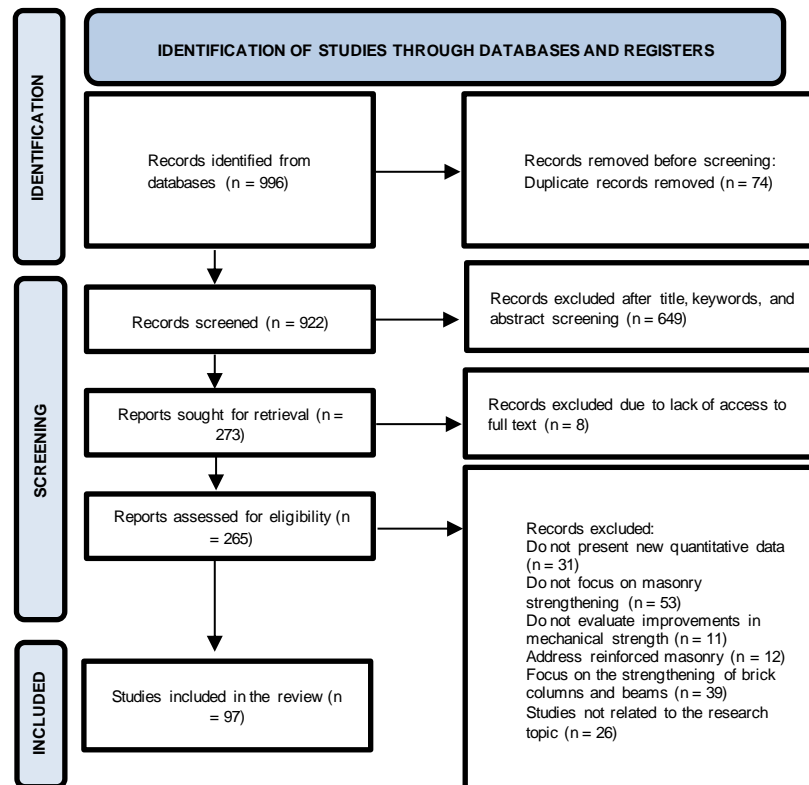 IDENTIFICATION OF STUDIES THROUGH DATABASES AND REGISTERS
IDENTIFICATION
Records identified from
databases (n = 996)
Records removed before screening:
Duplicate records removed (n = 74)
SCREENING
Records screened (n = 922)
Records excluded after title, keywords, and
abstract screening (n = 649)
Reports sought for retrieval (n =
273)
Records excluded due to lack of access to
full text (n = 8)
Reports assessed for eligibility (n
= 265)
Records excluded:
Do not present new quantitative data
(n = 31)
Do not focus on masonry
strengthening (n = 53)
Do not evaluate improvements in
mechanical strength (n = 11)
Address reinforced masonry (n = 12)
Focus on the strengthening of brick
columns and beams (n = 39)
Studies not related to the research
topic (n = 26)
INCLUDED
Studies included in the review (n
= 97)